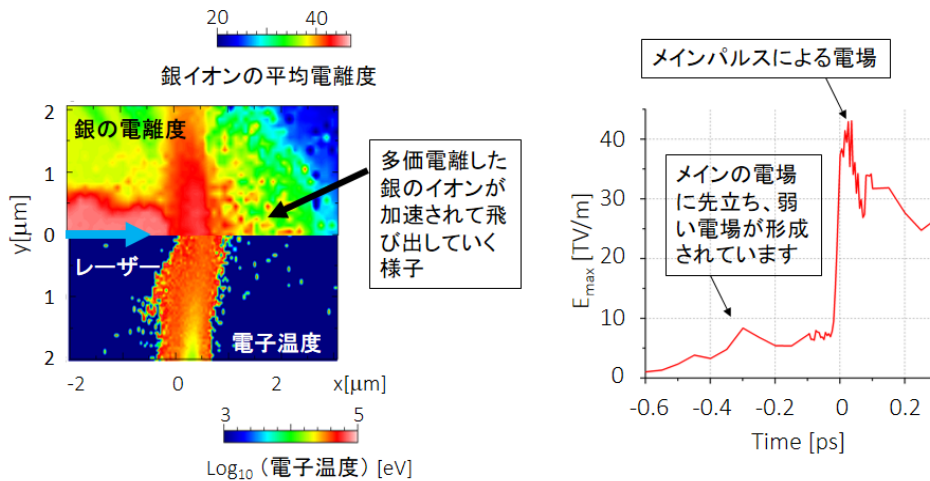 20
40
銀イオンの平均電離度
2
1
0
1
2
y[μm]
銀の電離度
レーザー
電子温度
-2
0
2
x[μm]
多価電離した
銀のイオンが
加速されて飛
び出していく
様子
3
5
Log10 (電子温度) [eV]
メインパルスによる電場
メインの電場
に先立ち、弱
い電場が形成
されています
40
30
20
10
0
Emax [TV/m]
-0.6
-0.4
-0.2
0
0.2
Time [ps]